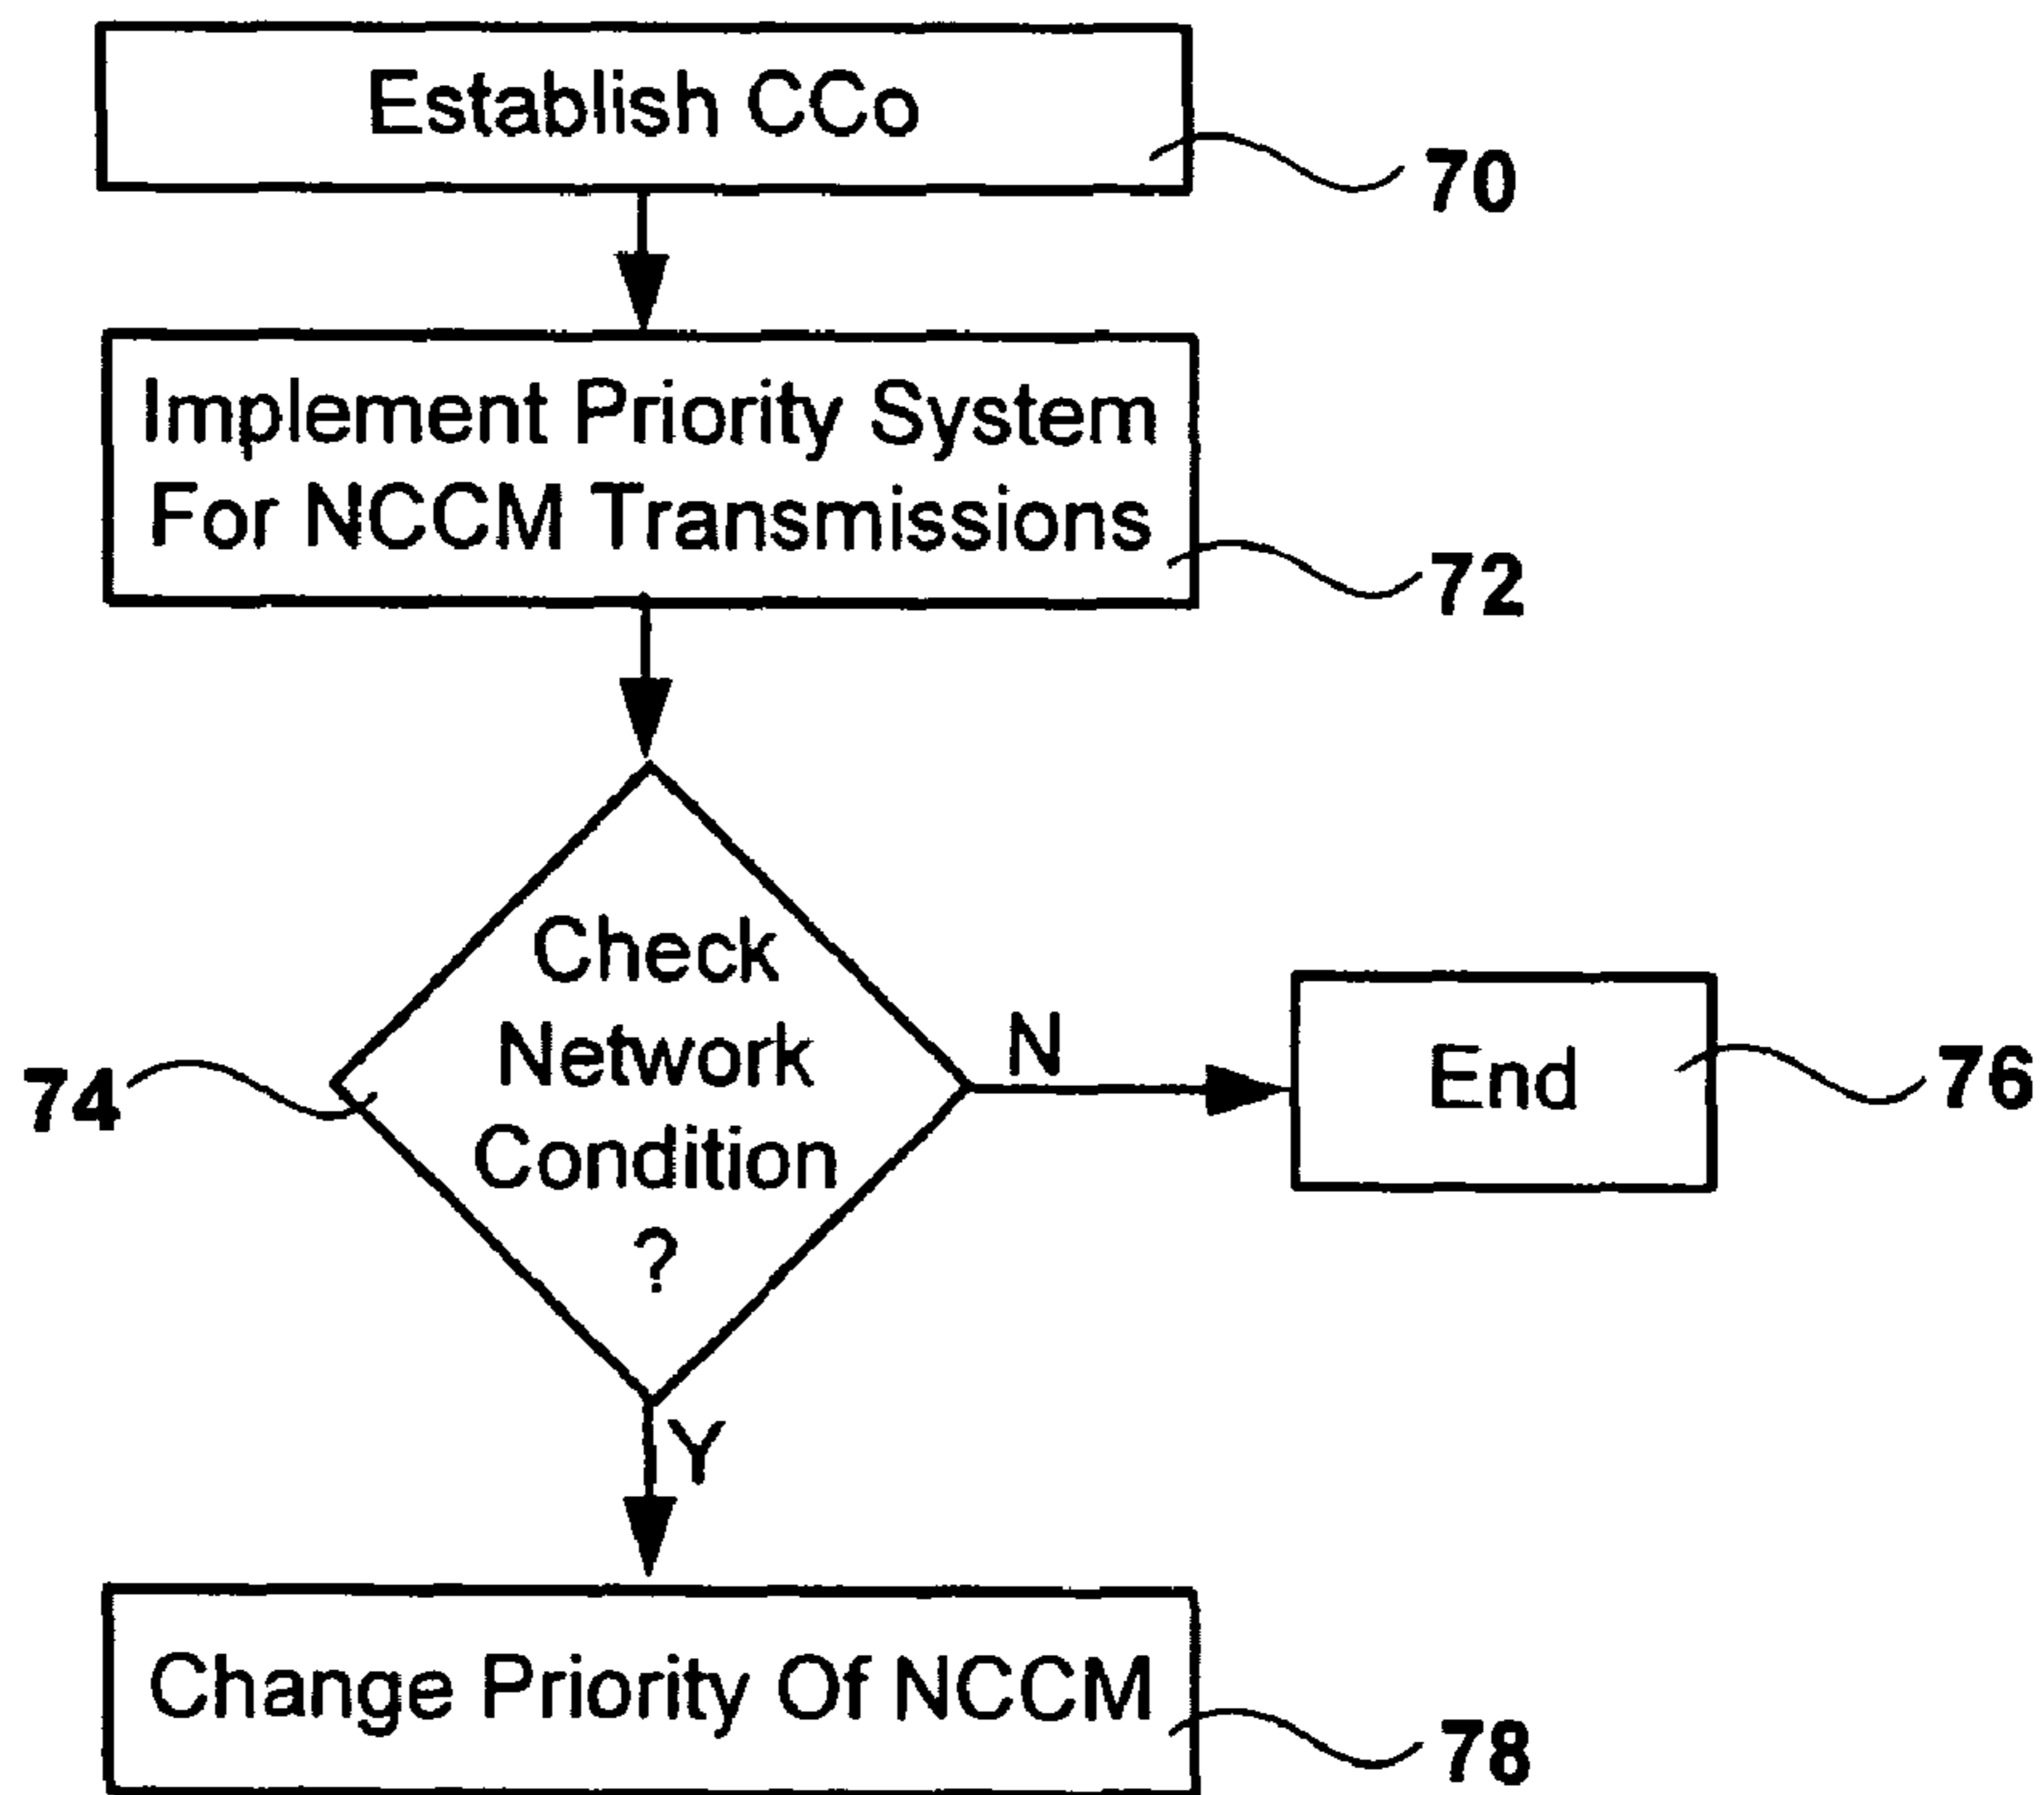 Establish CCo
70
Implement Priority System
For NCCM Transmissions
72
Check
Network
Condition
?
74
N
End
76
Y
Change Priority Of NCCM
78